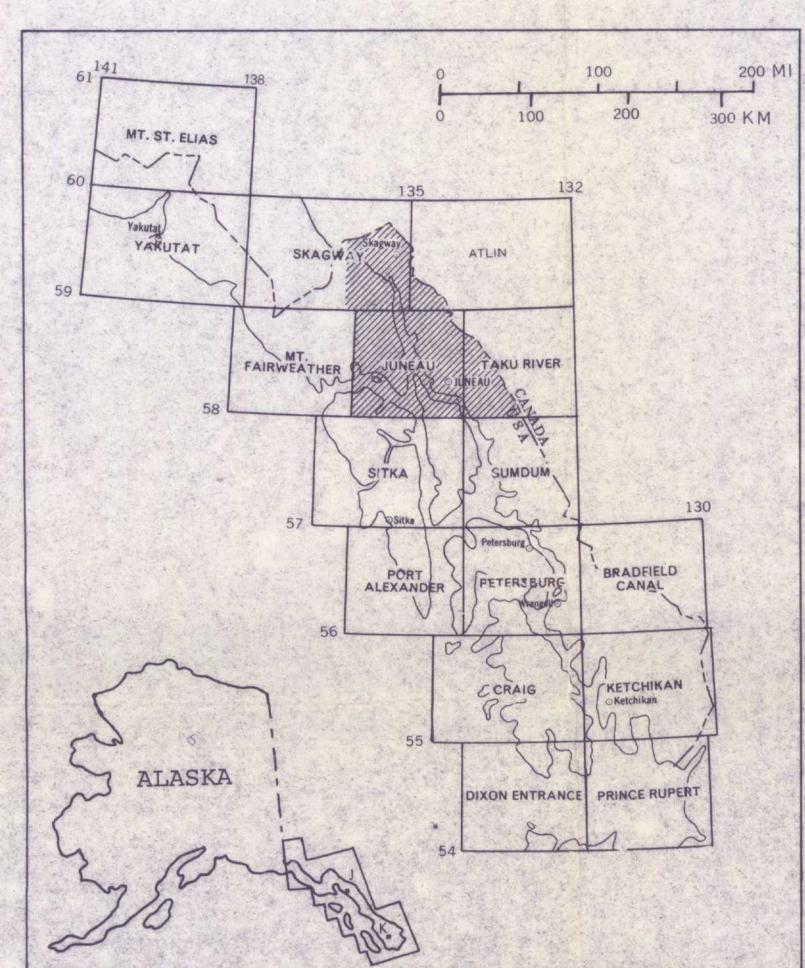 141
61
138
0 100 200 MI
0 100 200 300 KM
MT. ST. ELIAS
60
135
132
Yakutat
YAKUTAT
SKAGWAY
Skagway
ATLIN
59
MT.
FAIRWEATHER
JUNEAU
JUNEAU
TAKU RIVER
58
CANADA
USA
SITKA
SUMDUM
Sitka
57
130
Petersburg
PORT
ALEXANDER
PETERSBURG
Wrangell
BRADFIELD
CANAL
56
CRAIG
KETCHIKAN
Ketchikan
55
ALASKA
DIXON ENTRANCE
PRINCE RUPERT
54
J
K